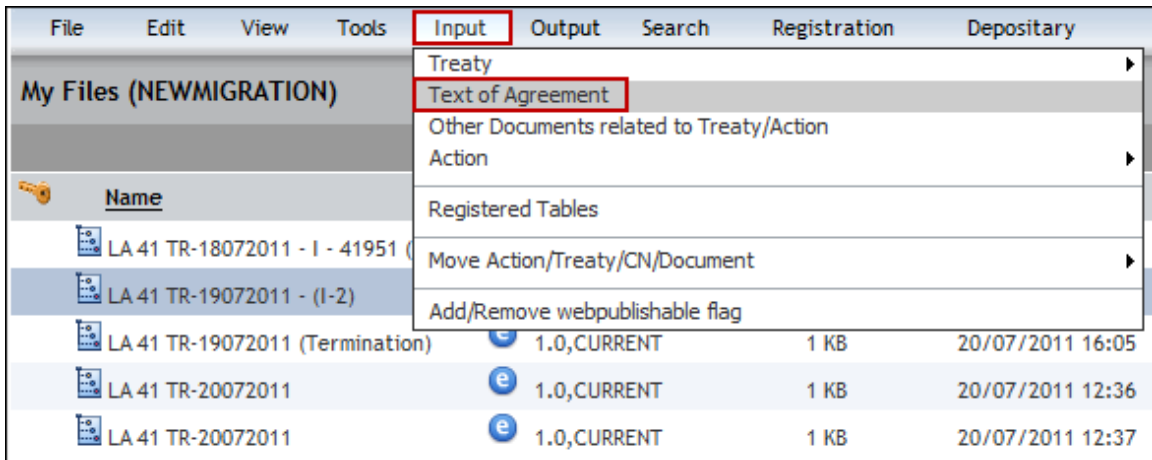 File Edit View Tools Input Output Search Registration Depositary
My Files (NEWMIGRATION)
Treaty
Text of Agreement
Other Documents related to Treaty/Action
Action
Registered Tables
Move Action/Treaty/CN/Document
Add/Remove webpublishable flag
Name
LA 41 TR-18072011 - I - 41951 (
LA 41 TR-19072011 - (I-2)
LA 41 TR-19072011 (Termination) e 1.0,CURRENT 1 KB 20/07/2011 16:05
LA 41 TR-20072011 e 1.0,CURRENT 1 KB 20/07/2011 12:36
LA 41 TR-20072011 e 1.0,CURRENT 1 KB 20/07/2011 12:37